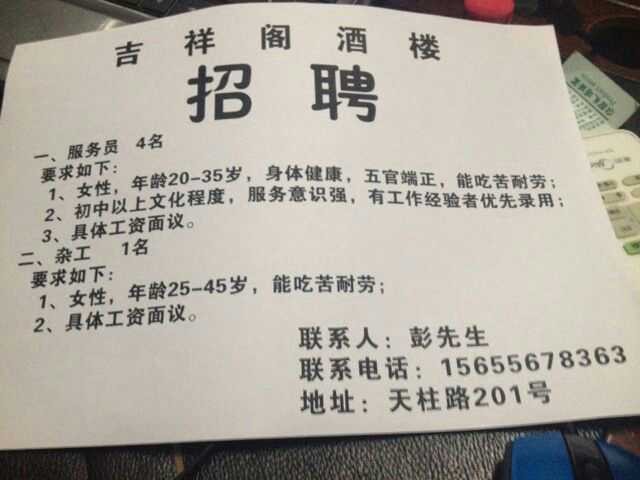 吉祥阁酒楼
招聘
一、服务员 4名
要求如下：
1、女性，年龄20-35岁，身体健康，五官端正，能吃苦耐劳；
2、初中以上文化程度，服务意识强，有工作经验者优先录用；
3、具体工资面议。
二、杂工 1名
要求如下：
1、女性，年龄25-45岁，能吃苦耐劳；
2、具体工资面议。
联系人：彭先生
联系电话：15655678363
地址：天柱路201号